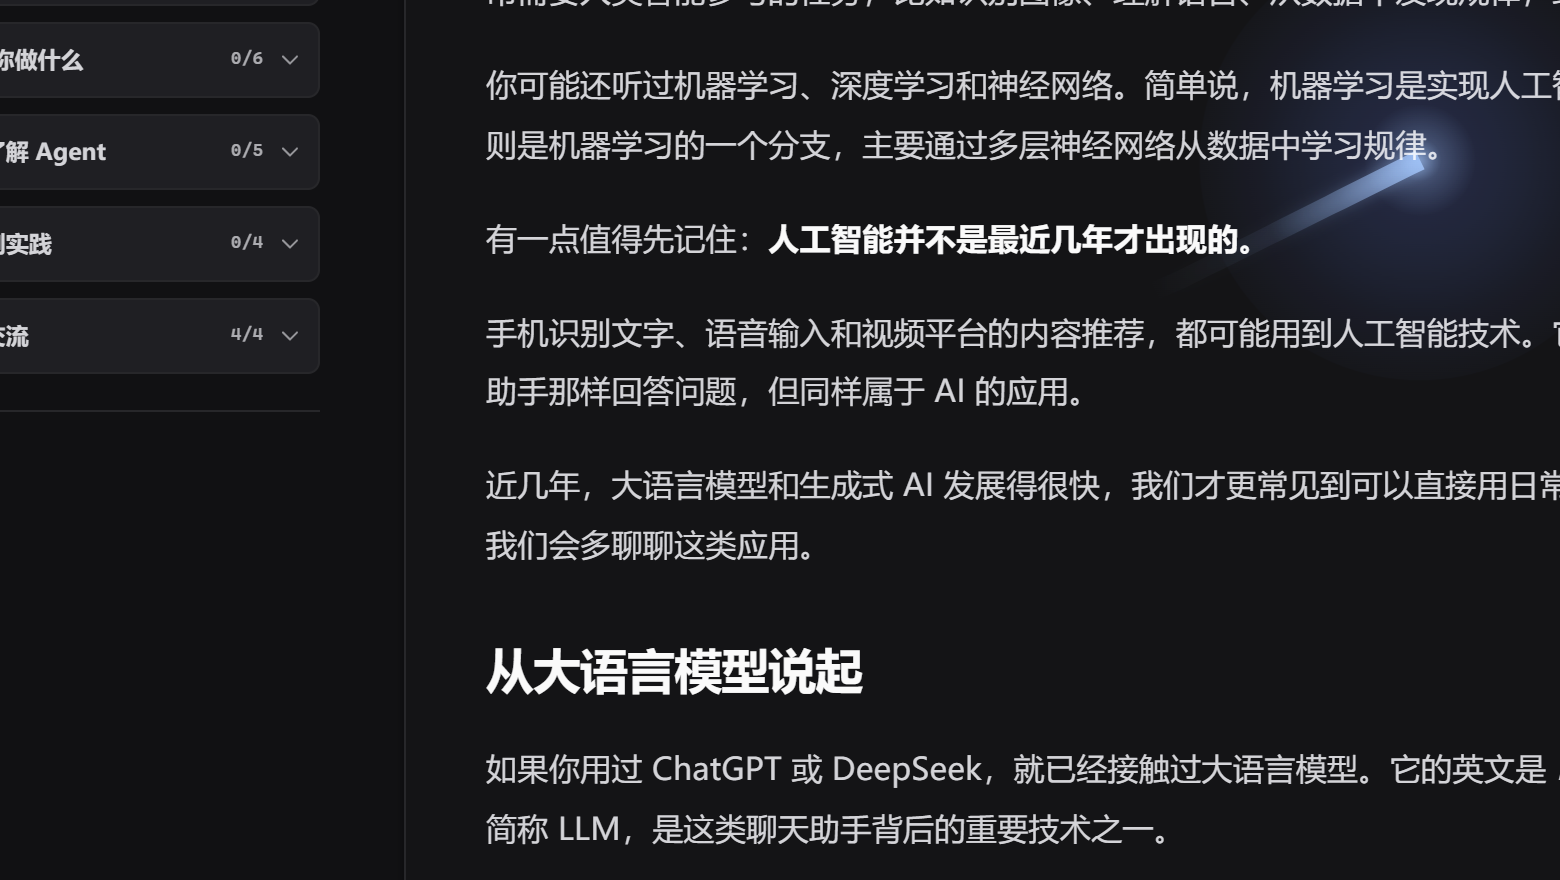 你做什么 0/6
了解 Agent 0/5
到实践 0/4
交流 4/4
你可能还听过机器学习、深度学习和神经网络。简单说，机器学习是实现人工智
则是机器学习的一个分支，主要通过多层神经网络从数据中学习规律。
有一点值得先记住：人工智能并不是最近几年才出现的。
手机识别文字、语音输入和视频平台的内容推荐，都可能用到人工智能技术。它
助手那样回答问题，但同样属于 AI 的应用。
近几年，大语言模型和生成式 AI 发展得很快，我们才更常见到可以直接用日常
我们会多聊聊这类应用。
从大语言模型说起
如果你用过 ChatGPT 或 DeepSeek，就已经接触过大语言模型。它的英文是
简称 LLM，是这类聊天助手背后的重要技术之一。